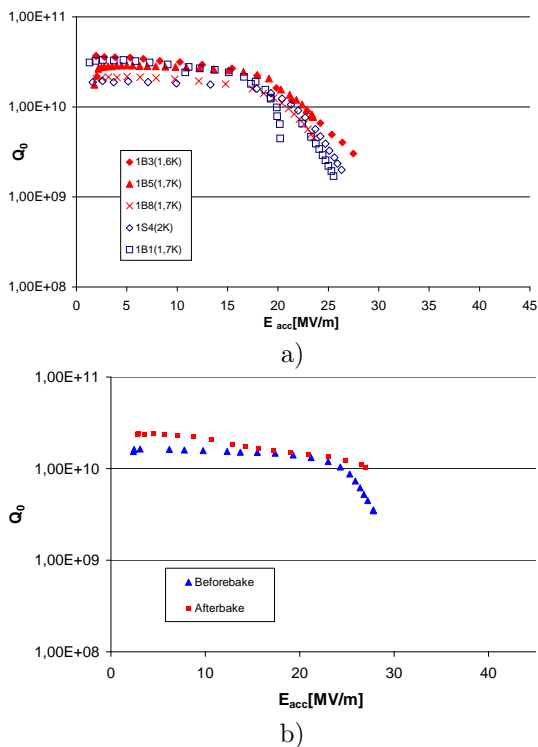 1,00E+11
1,00E+10
1,00E+09
1,00E+08
Q0
1B3(1,6K)
1B5(1,7K)
1B8(1,7K)
1S4(2K)
1B1(1,7K)
0 5 10 15 20 25 30 35 40 45
E acc[MV/m]
a)
1,00E+11
1,00E+10
1,00E+09
1,00E+08
Q0
Beforebake
Afterbake
0 10 20 30 40
Eacc[MV/m]
b)